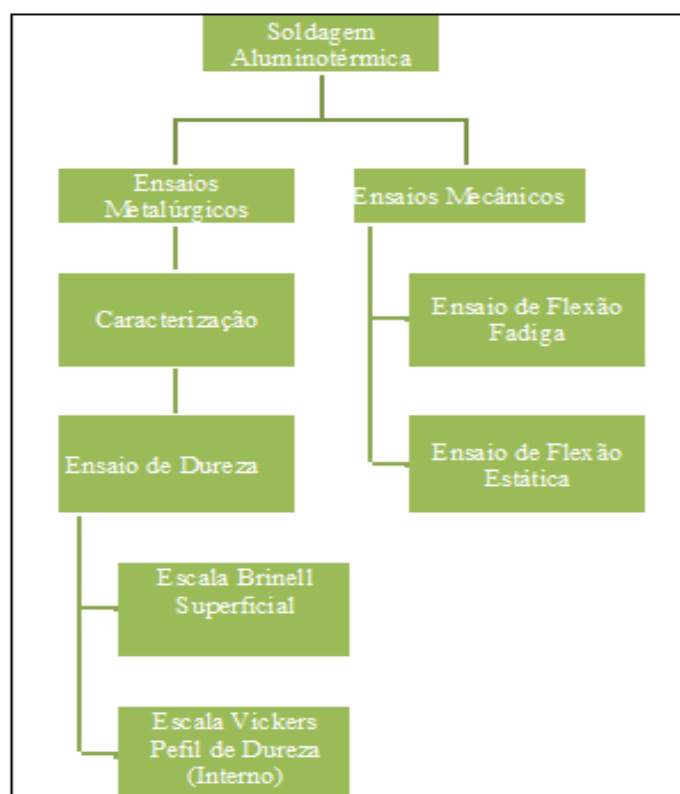 Soldagem
Aluminotérmica
Ensaios
Metalúrgicos
Ensaios Mecânicos
Caracterização
Ensaio de Flexão
Fadiga
Ensaio de Dureza
Ensaio de Flexão
Estática
Escala Brinell
Superficial
Escala Vickers
Pefil de Dureza
(Interno)